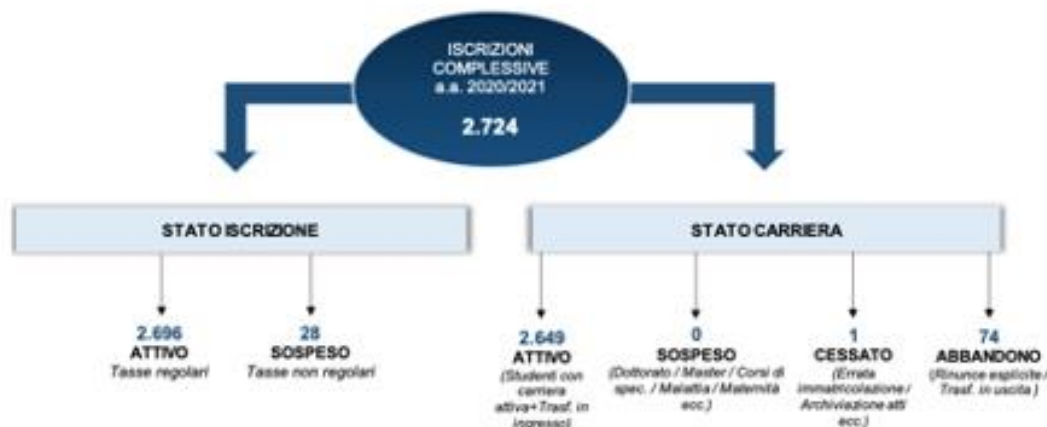 ISCRIZIONI
COMPLESSIVE
a.a. 2020/2021
2.724
STATO ISCRIZIONE
2.696
ATTIVO
Tasse regolari
28
SOSPESO
Tasse non regolari
STATO CARRIERA
2.649
ATTIVO
(Studenti con
carriera
attiva+Trasf. in
ingresso)
0
SOSPESO
(Dottorato / Master / Corsi di
spec. / Malattia / Maternità
ecc.)
1
CESSATO
(Errata
immatricolazione /
Archiviazione atti
ecc.)
74
ABBANDONO
(Rinunce esplicite /
Trasf. in uscita )